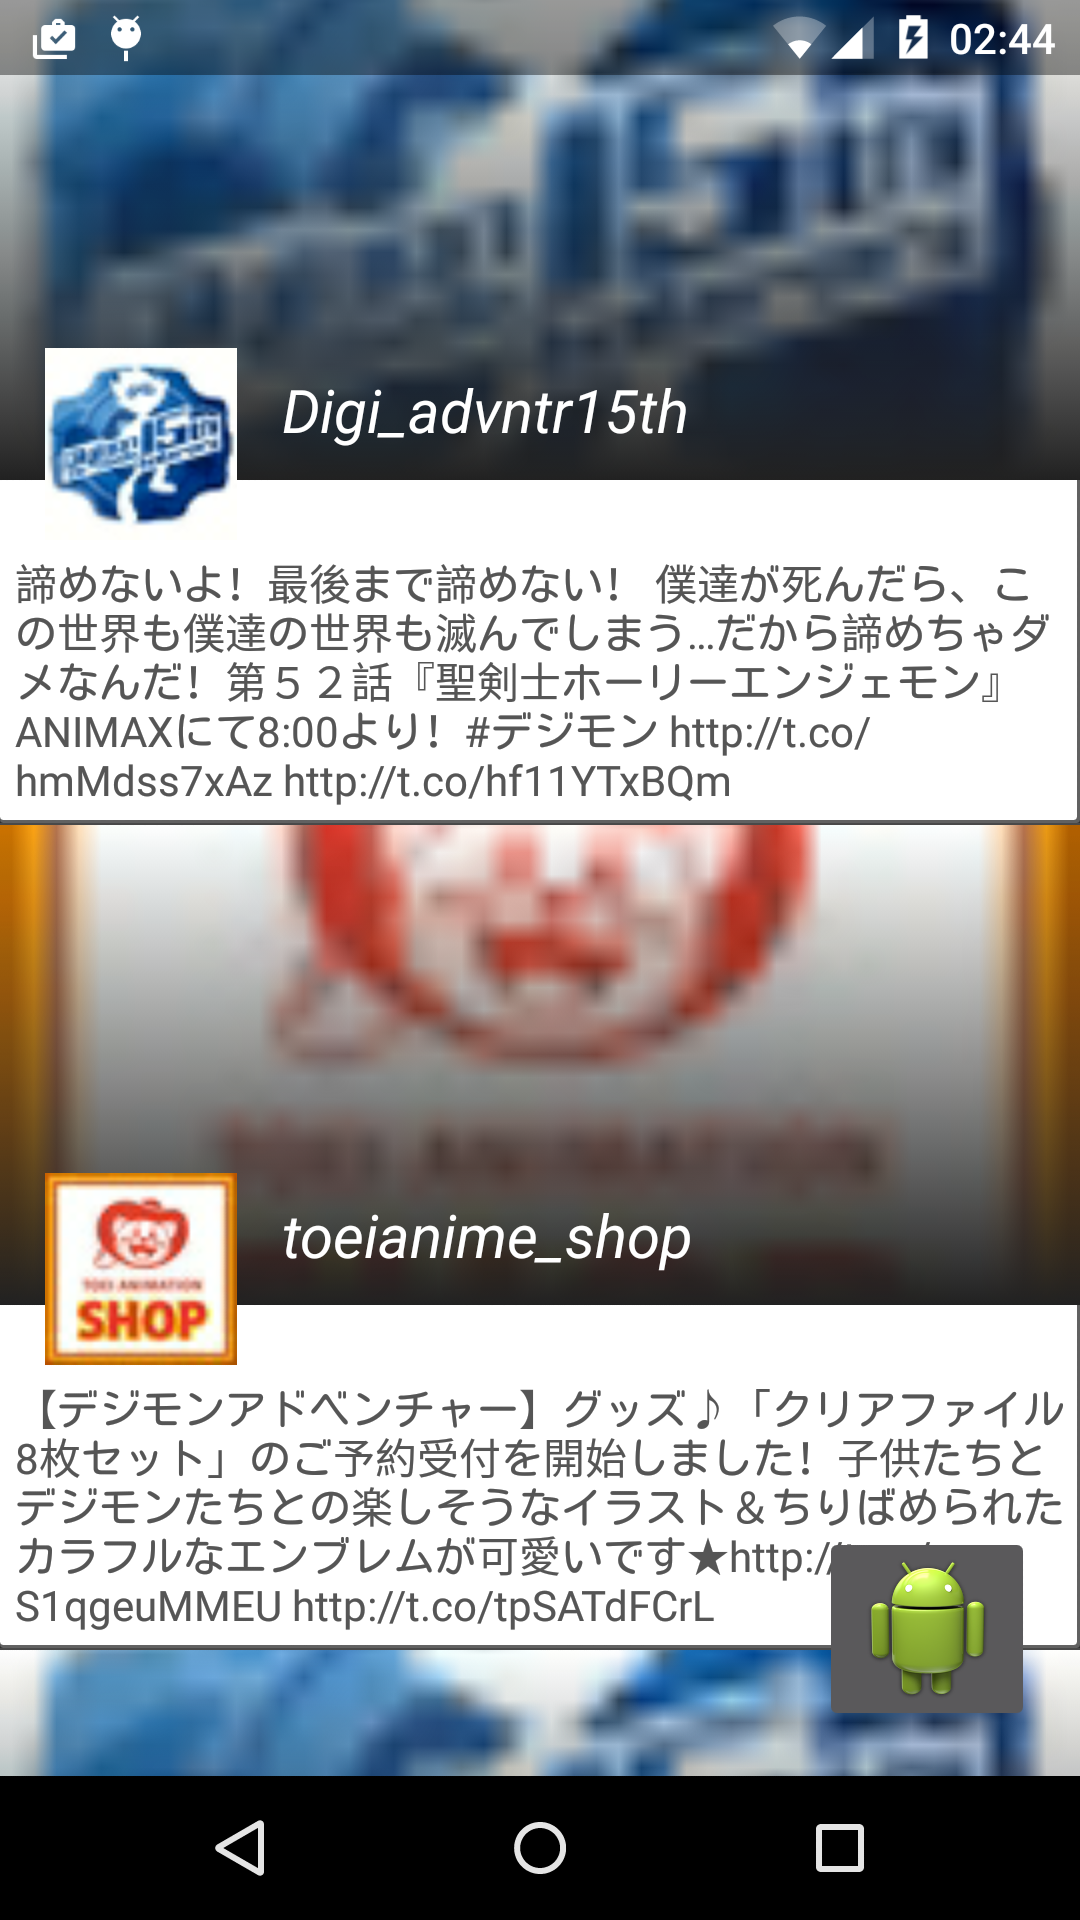 02:44
Digi_advntr15th
諦めないよ！最後まで諦めない！ 僕達が死んだら、こ
の世界も僕達の世界も滅んでしまう...だから諦めちゃダ
メなんだ！第５２話『聖剣士ホーリーエンジェモン』
ANIMAXにて8:00より！#デジモン http://t.co/
hmMdss7xAz http://t.co/hf11YTxBQm
toeianime_shop
TOEI ANIMATION
SHOP
【デジモンアドベンチャー】グッズ♪「クリアファイル
8枚セット」のご予約受付を開始しました！子供たちと
デジモンたちとの楽しそうなイラスト＆ちりばめられた
カラフルなエンブレムが可愛いです★http://
S1qgeuMMEU http://t.co/tpSATdFCrL